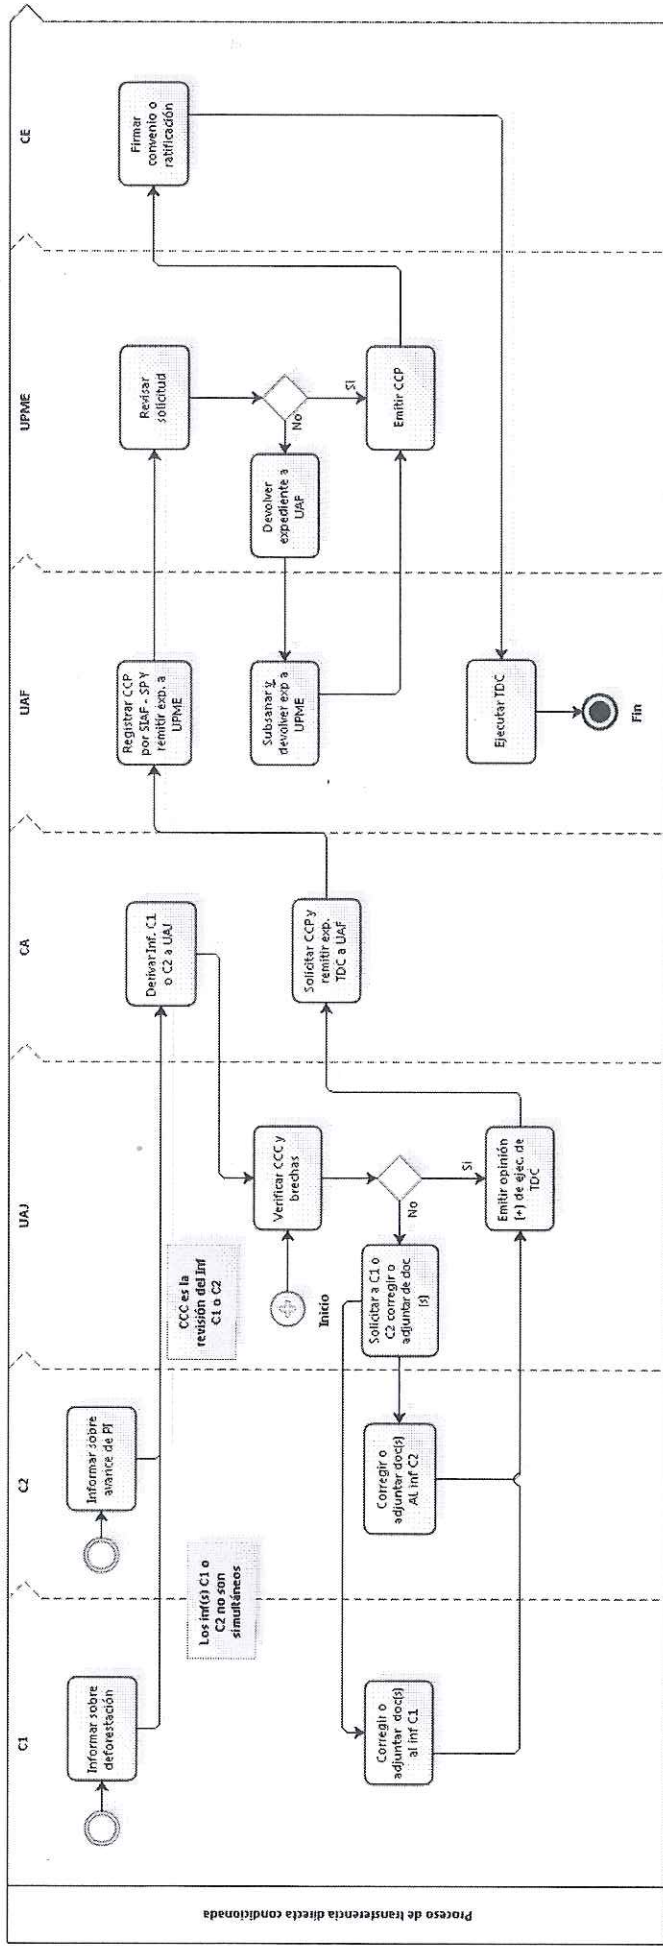 Proceso de transferencia directa condicionada
C1
C2
UAJ
CA
UAF
UPME
CE
Informar sobre
deforestación
Informar sobre
avance de PI
Los inf(s) C1 o
C2 no son
simultáneos
CCC es la
revisión del Inf
C1 o C2
Derivar Inf. C1
o C2 a UAJ
Inicio
Verificar CCC y
brechas
No
Si
Solicitar a C1 o
C2 corregir o
adjuntar de doc
(s)
Corregir o
adjuntar doc(s)
al inf C1
Corregir o
adjuntar doc(s)
Al inf C2
Emitir opinión
(+) de ejec. de
TDC
Solicitar CCP y
remitir exp.
TDC a UAF
Registrar CCP
por SIAF - SP Y
remitir exp. a
UPME
Revisar
solicitud
No
Si
Devolver
expediente a
UAF
Subsanar y
devolver exp a
UPME
Emitir CCP
Firmar
convenio o
ratificación
Ejecutar TDC
Fin